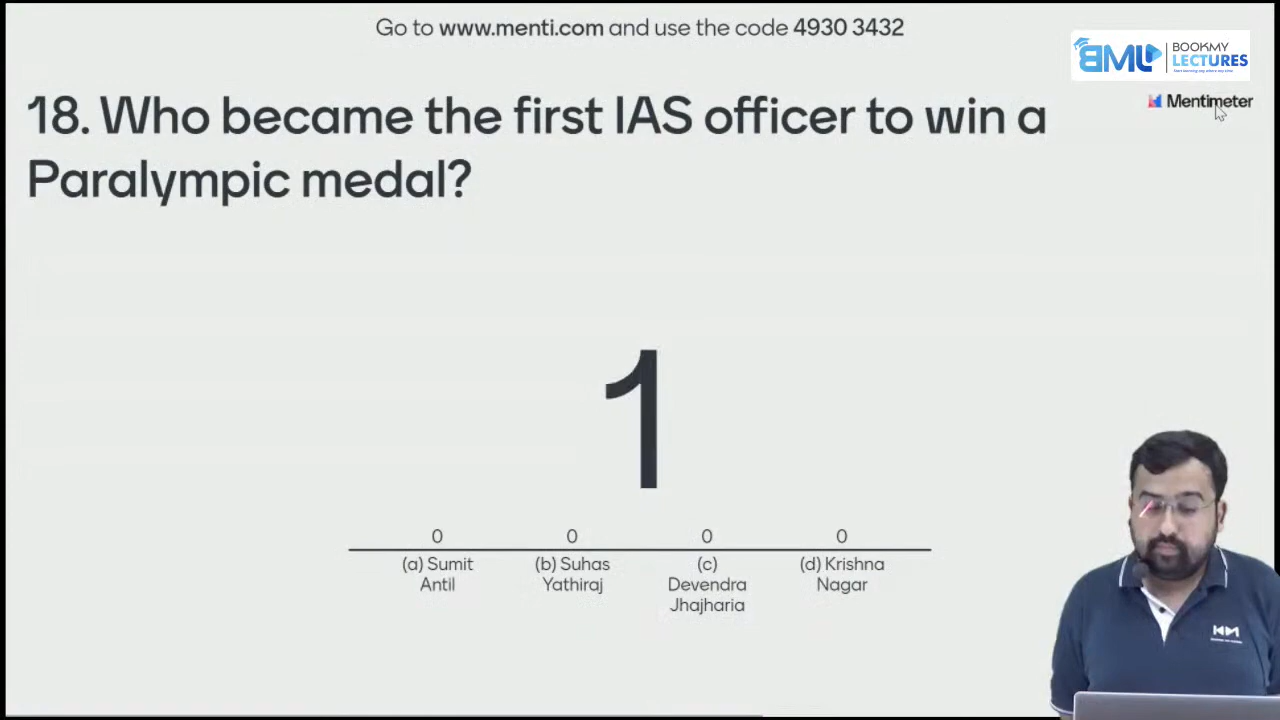 Go to www.menti.com and use the code 4930 3432
BOOKMY
BML LECTURES
Mentimeter
18. Who became the first IAS officer to win a
Paralympic medal?
1
0 0 0 0
(a) Sumit (b) Suhas (c) (d) Krishna
Antil Yathiraj Devendra Nagar
Jhajharia
KM